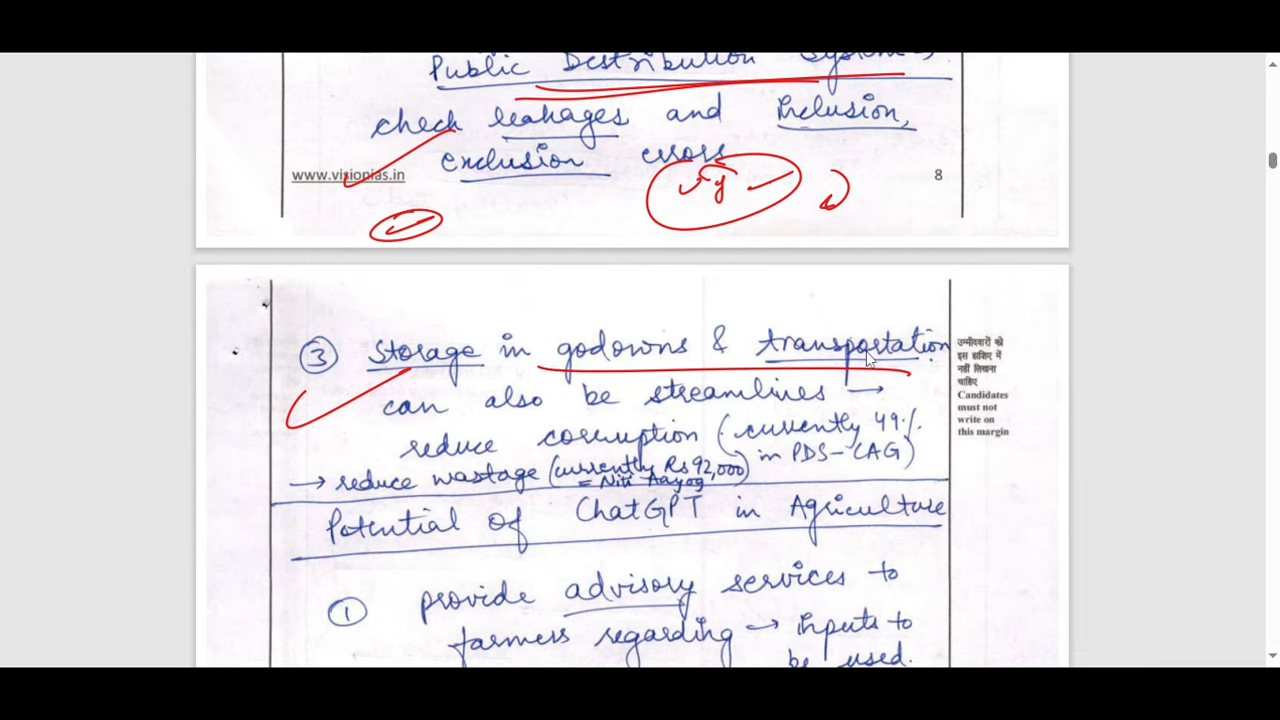 Public Distribution System →
check leakages and inclusion,
exclusion errors
www.visionias.in
8
③ Storage in godowns & transportation
can also be streamlines →
reduce corruption (currently 49%
in PDS - CAG)
→ reduce wastage (currently Rs 92,000)
= Niti Aayog
Potential of ChatGPT in Agriculture
① provide advisory services to
farmers regarding → inputs to
be used.
उम्मीदवारों को
इस हाशिए में
नहीं लिखना
चाहिए
Candidates
must not
write on
this margin